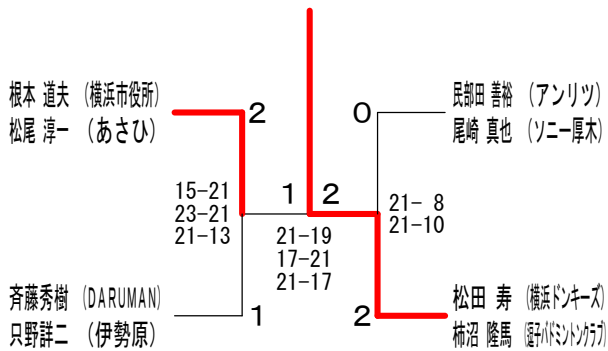 根本 道夫 (横浜市役所)
松尾 淳一 (あさひ)
2
0
民部田 善裕 (アンリツ)
尾崎 真也 (ソニー厚木)
15-21
23-21
21-13
1 2
21-19
17-21
21-17
21- 8
21-10
斉藤秀樹 (DARUMAN)
只野詳二 (伊勢原)
1
2
松田 寿 (横浜ドンキーズ)
柿沼 隆馬 (逗子バドミントンクラブ)